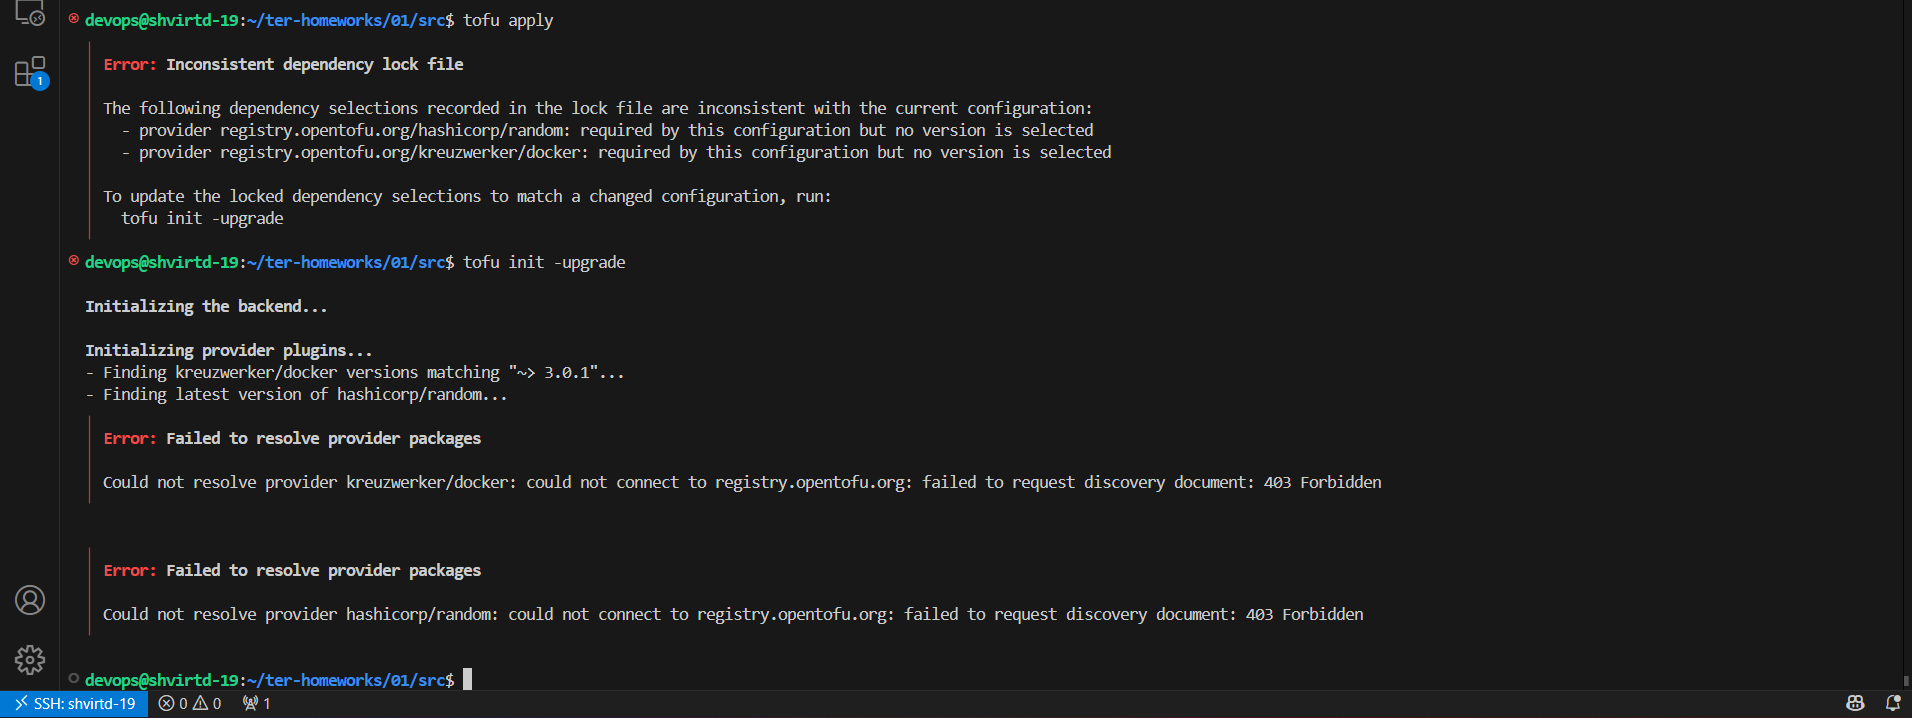 devops@shvirtd-19:~/ter-homeworks/01/src$ tofu apply
Error: Inconsistent dependency lock file
The following dependency selections recorded in the lock file are inconsistent with the current configuration:
- provider registry.opentofu.org/hashicorp/random: required by this configuration but no version is selected
- provider registry.opentofu.org/kreuzwerker/docker: required by this configuration but no version is selected
To update the locked dependency selections to match a changed configuration, run:
tofu init -upgrade
devops@shvirtd-19:~/ter-homeworks/01/src$ tofu init -upgrade
Initializing the backend...
Initializing provider plugins...
- Finding kreuzwerker/docker versions matching "~> 3.0.1"...
- Finding latest version of hashicorp/random...
Error: Failed to resolve provider packages
Could not resolve provider kreuzwerker/docker: could not connect to registry.opentofu.org: failed to request discovery document: 403 Forbidden
Error: Failed to resolve provider packages
Could not resolve provider hashicorp/random: could not connect to registry.opentofu.org: failed to request discovery document: 403 Forbidden
devops@shvirtd-19:~/ter-homeworks/01/src$
1
SSH: shvirtd-19 0 0 1